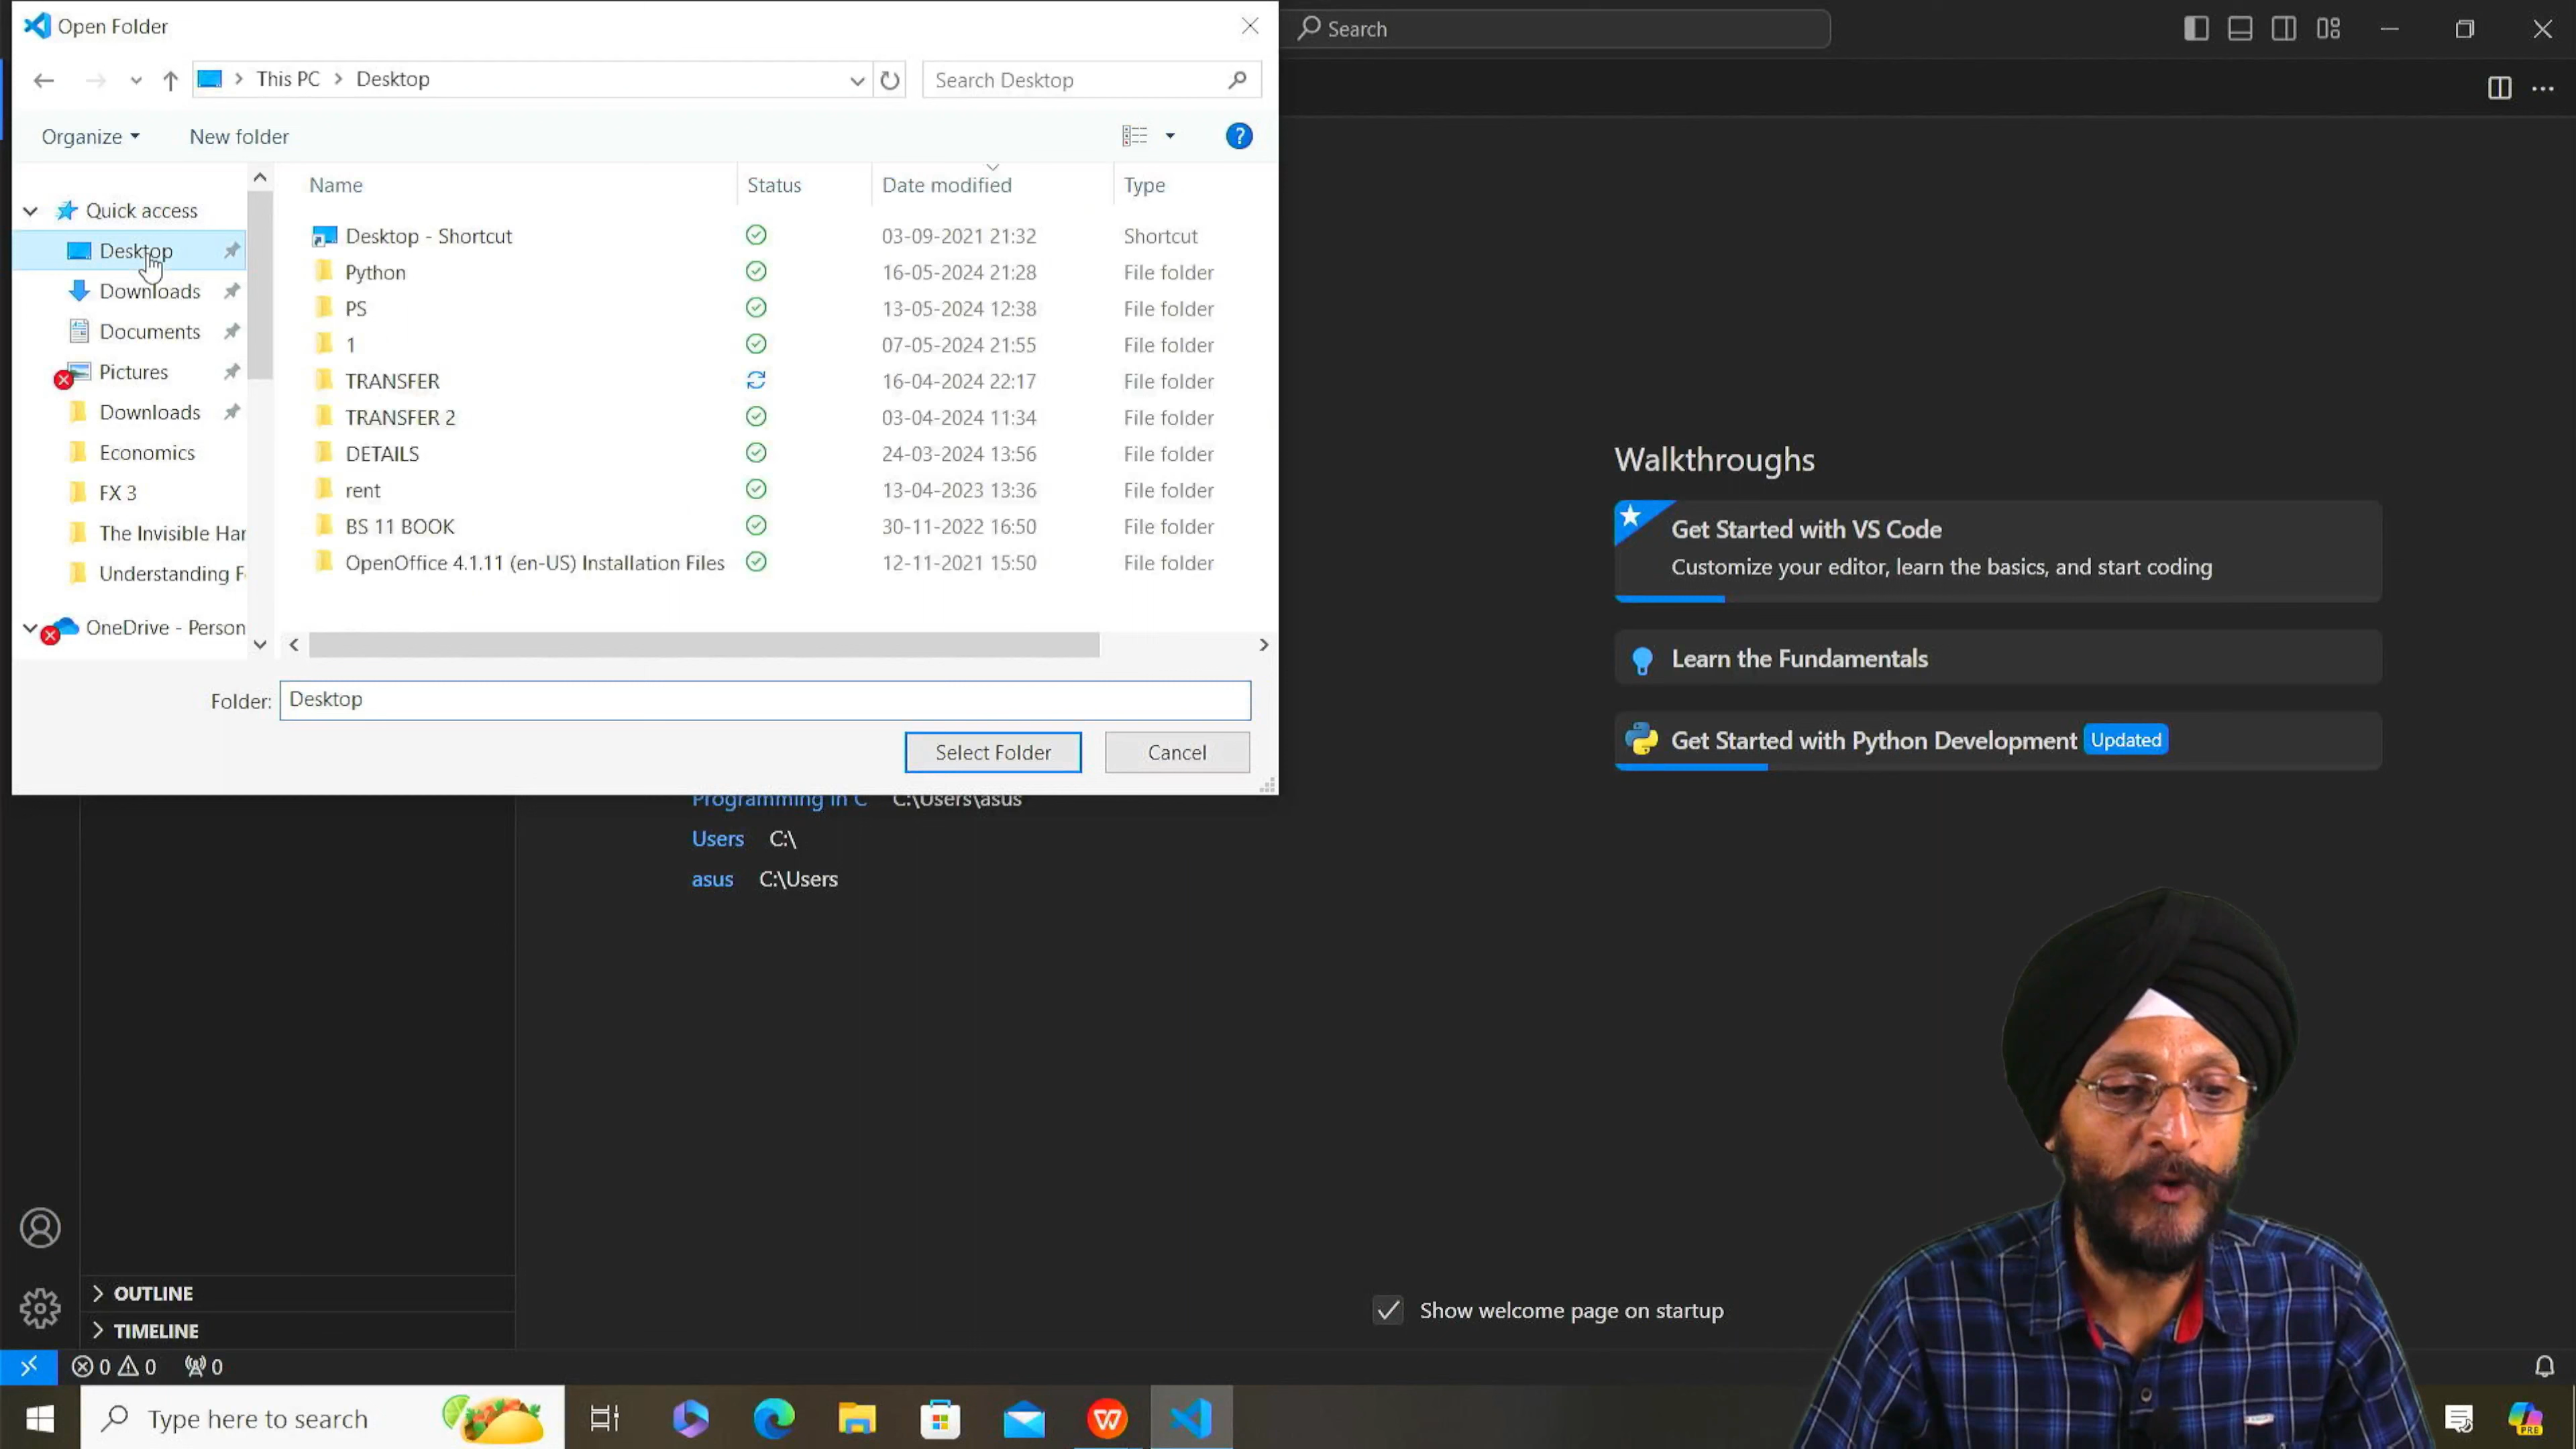 Open Folder
Search
This PC > Desktop
Search Desktop
Organize
New folder
Name Status Date modified Type
Quick access
Desktop
Downloads
Documents
Pictures
Downloads
Economics
FX 3
The Invisible Har
Understanding F
OneDrive - Person
Desktop - Shortcut 03-09-2021 21:32 Shortcut
Python 16-05-2024 21:28 File folder
PS 13-05-2024 12:38 File folder
1 07-05-2024 21:55 File folder
TRANSFER 16-04-2024 22:17 File folder
TRANSFER 2 03-04-2024 11:34 File folder
DETAILS 24-03-2024 13:56 File folder
rent 13-04-2023 13:36 File folder
BS 11 BOOK 30-11-2022 16:50 File folder
OpenOffice 4.1.11 (en-US) Installation Files 12-11-2021 15:50 File folder
Folder: Desktop
Select Folder Cancel
Walkthroughs
Get Started with VS Code
Customize your editor, learn the basics, and start coding
Learn the Fundamentals
Get Started with Python Development Updated
Programming in C C:\Users\asus
Users C:\
asus C:\Users
OUTLINE
TIMELINE
Show welcome page on startup
0 0 0
Type here to search
PRE